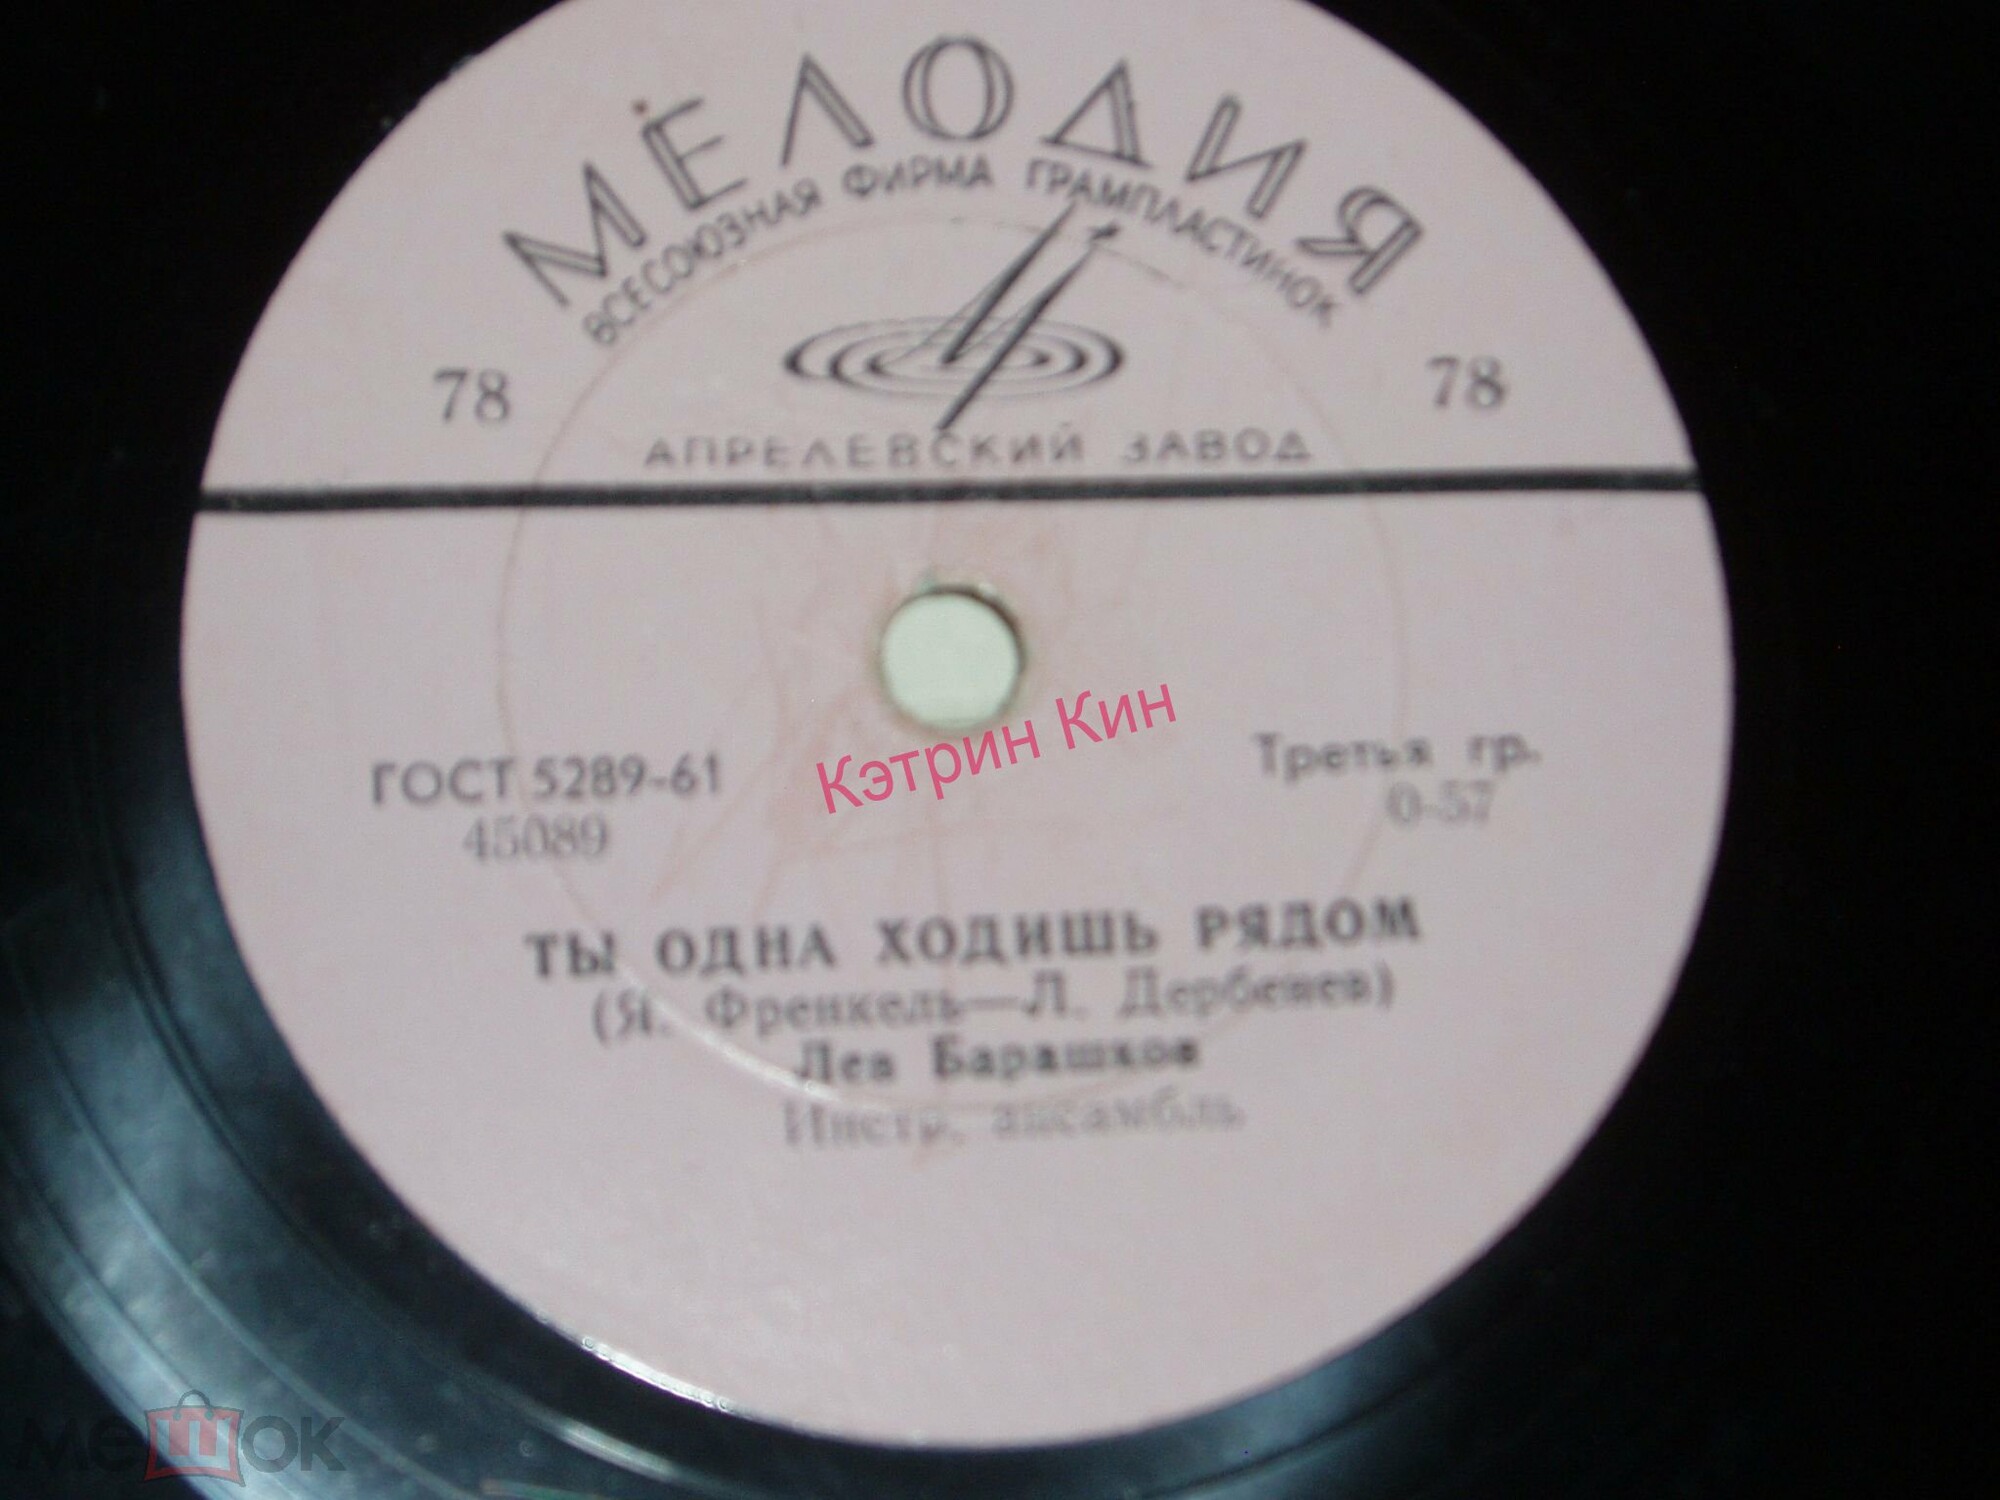 МЕЛОДИЯ
ВСЕСОЮЗНАЯ ФИРМА ГРАМПЛАСТИНОК
78 78
АПРЕЛЕВСКИЙ ЗАВОД
Кэтрин Кин
ГОСТ 5289-61 Третья гр.
45089 0-57
ТЫ ОДНА ХОДИШЬ РЯДОМ
(Я. Френкель—Л. Дербенев)
Лев Барашков
Инстр. ансамбль
мешок